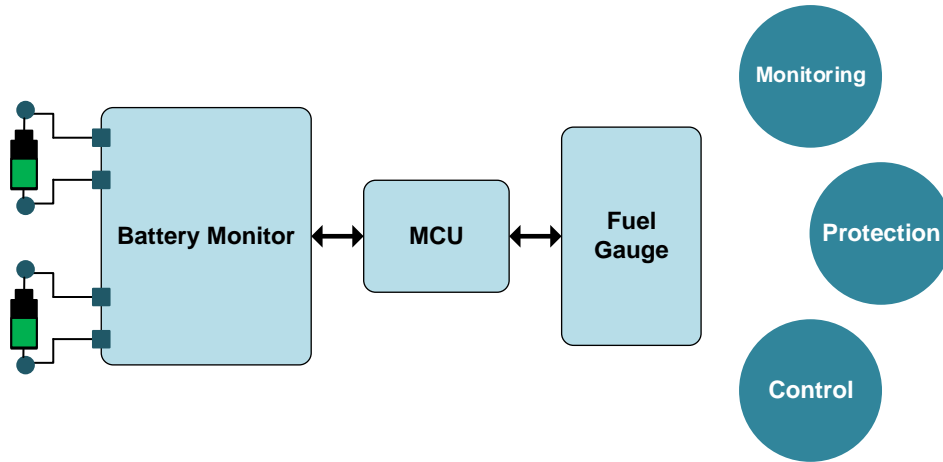 Monitoring
Battery Monitor
MCU
Fuel
Gauge
Protection
Control